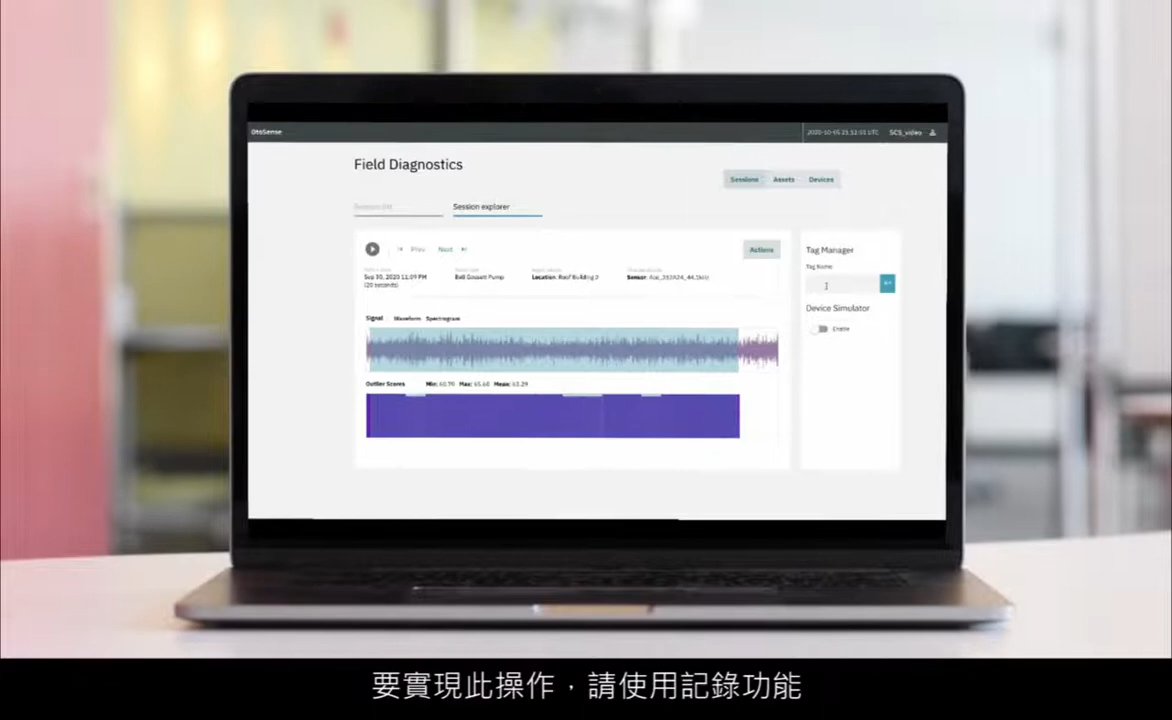 OtoSense
2020-10-05 21:12:01 UTC SCS_video
Field Diagnostics
Sessions Assets Devices
Session explorer
Prev Next Actions
Tag Manager
Tag Name
Sep 30, 2020 11:09 PM Bell Gossett Pump Location: Roof Building 2 Sensor:
(20 seconds)
Device Simulator
Enable
Signal Waveform Spectrogram
Outlier Scores Min: 60.70 Max: 65.60 Mean: 63.29
要實現此操作，請使用記錄功能